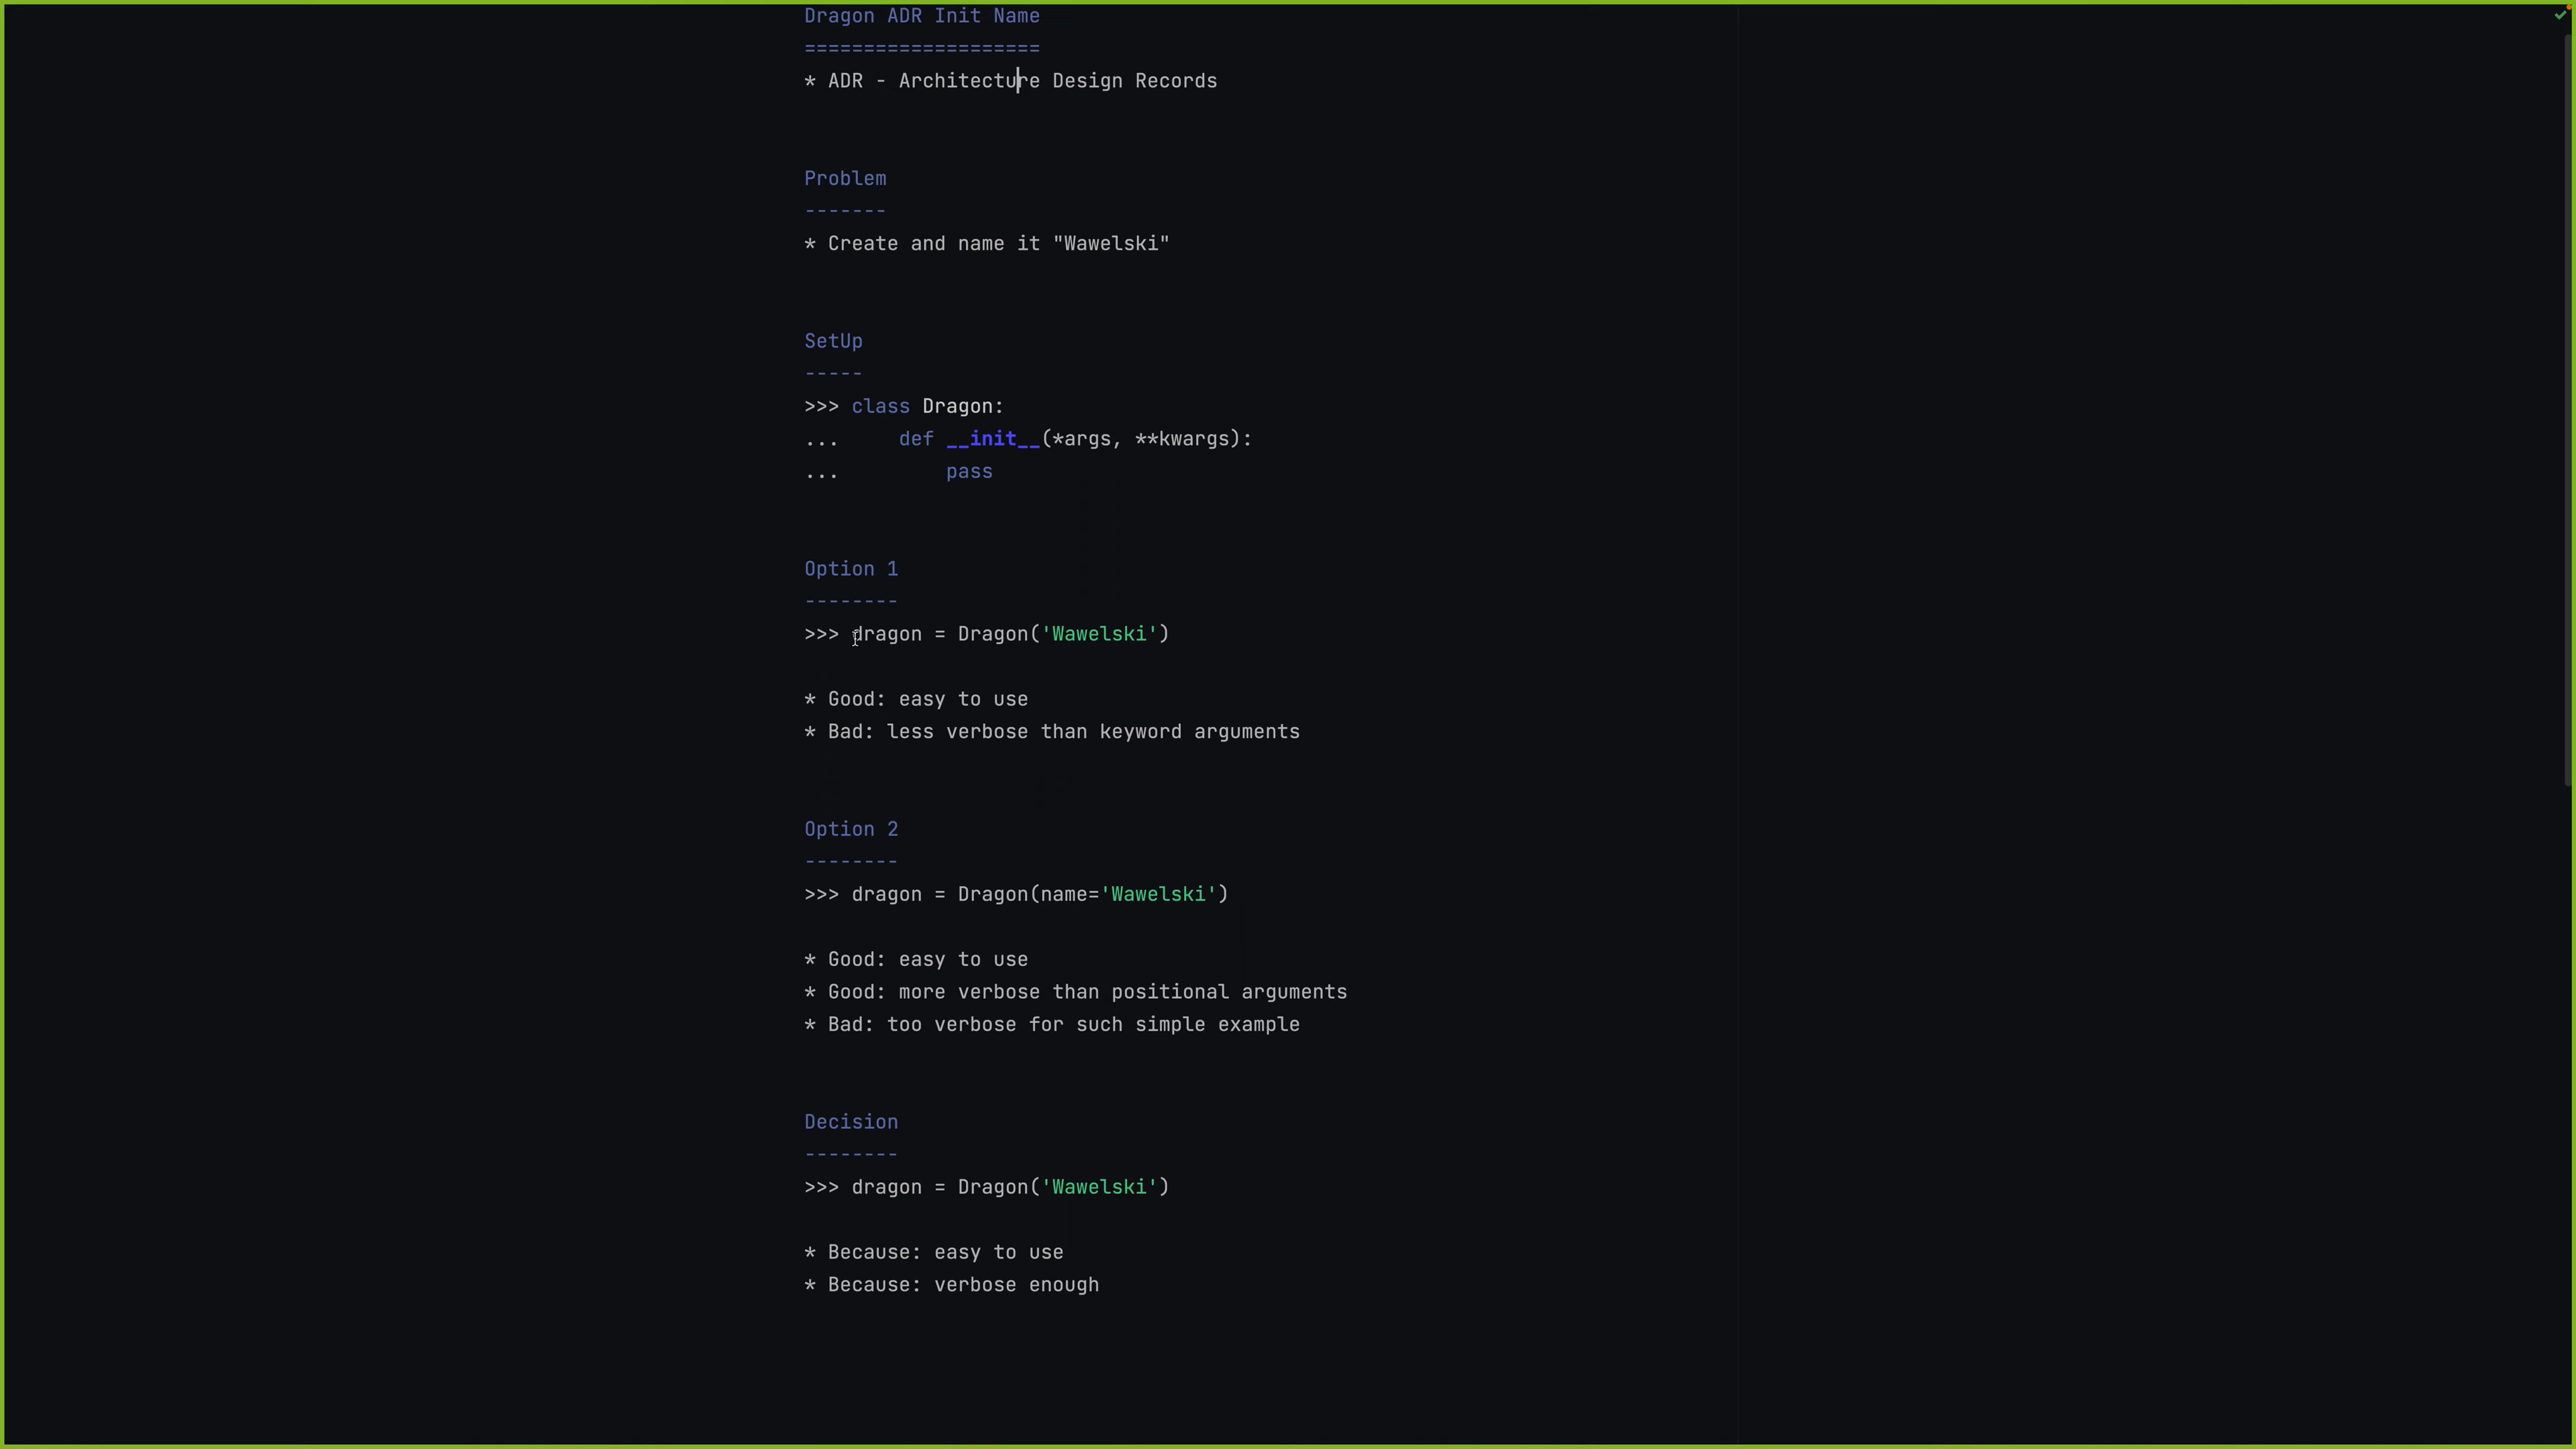 Dragon ADR Init Name
====================
* ADR - Architecture Design Records
Problem
-------
* Create and name it "Wawelski"
SetUp
-----
>>> class Dragon:
...     def __init__(*args, **kwargs):
...         pass
Option 1
--------
>>> dragon = Dragon('Wawelski')
* Good: easy to use
* Bad: less verbose than keyword arguments
Option 2
--------
>>> dragon = Dragon(name='Wawelski')
* Good: easy to use
* Good: more verbose than positional arguments
* Bad: too verbose for such simple example
Decision
--------
>>> dragon = Dragon('Wawelski')
* Because: easy to use
* Because: verbose enough